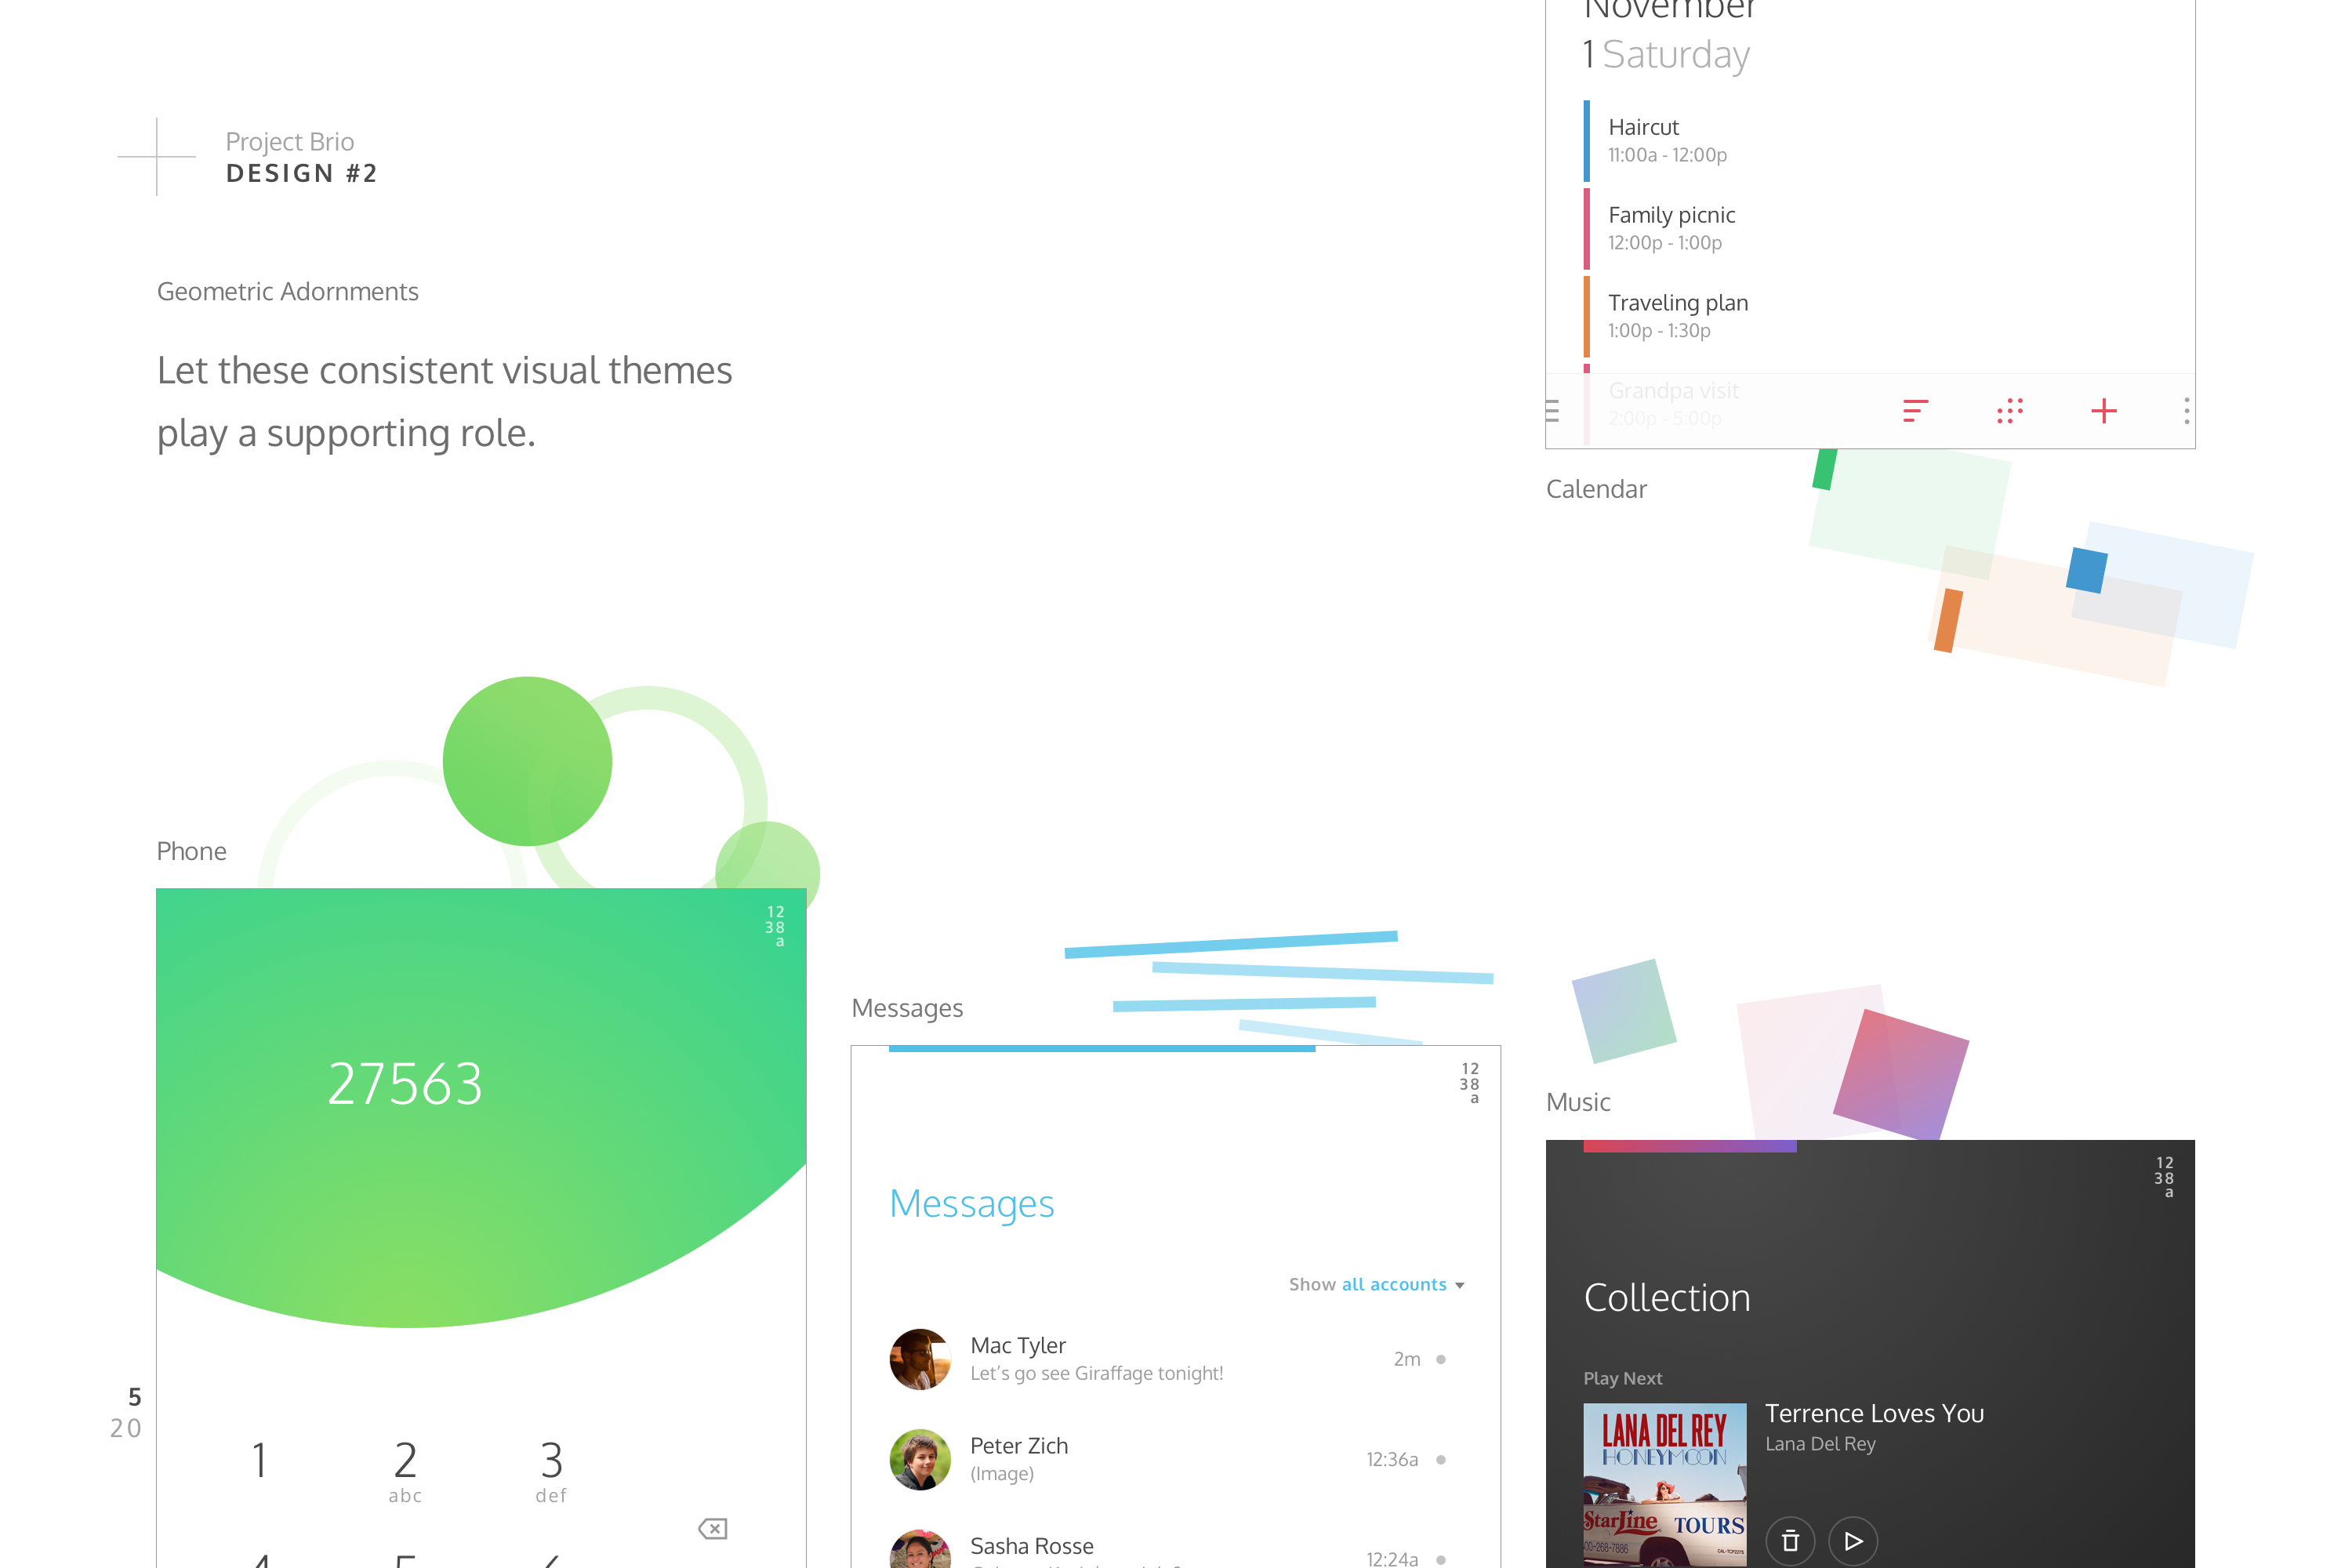 Project Brio
DESIGN #2
Geometric Adornments
Let these consistent visual themes
play a supporting role.
November
1 Saturday
Haircut
11:00a - 12:00p
Family picnic
12:00p - 1:00p
Traveling plan
1:00p - 1:30p
Grandpa visit
2:00p - 5:00p
Calendar
Phone
12
38
a
27563
5
20
1
2
3
abc
def
4
5
6
Messages
12
38
a
Messages
Show all accounts
Mac Tyler
Let's go see Giraffage tonight!
2m
Peter Zich
(Image)
12:36a
Sasha Rosse
12:24a
Music
12
38
a
Collection
Play Next
LANA DEL REY
HONEYMOON
StarLine
TOURS
Terrence Loves You
Lana Del Rey